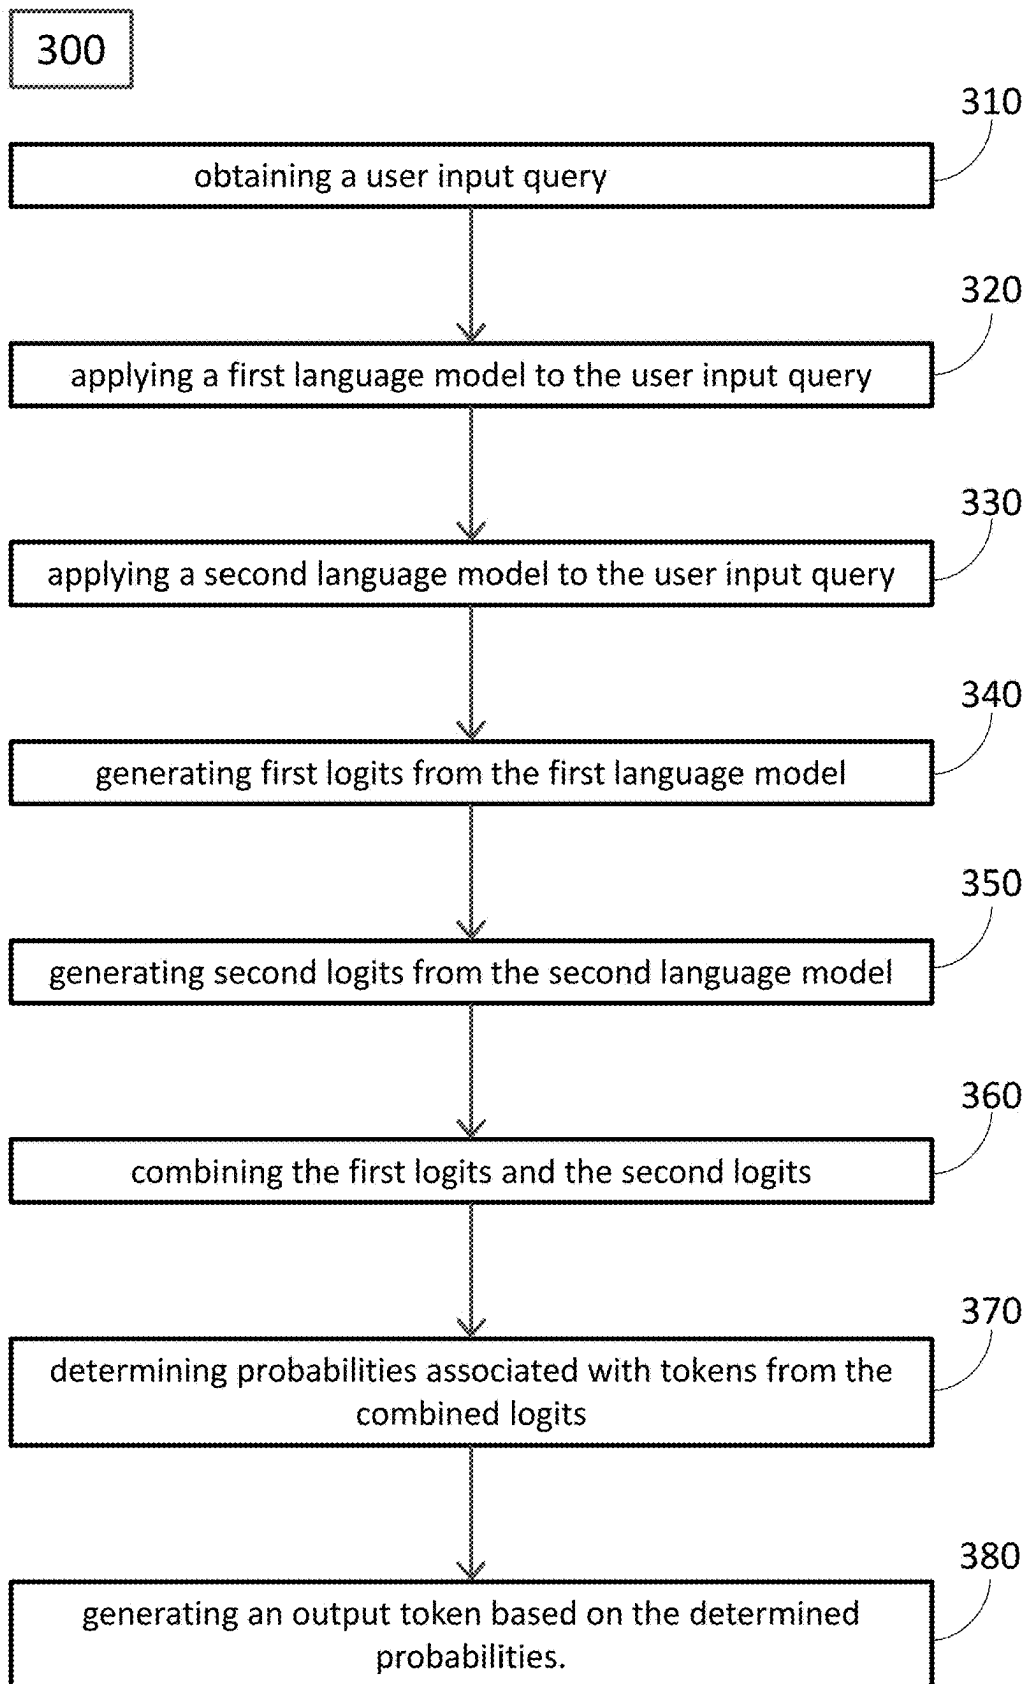 300
310
obtaining a user input query
320
applying a first language model to the user input query
330
applying a second language model to the user input query
340
generating first logits from the first language model
350
generating second logits from the second language model
360
combining the first logits and the second logits
370
determining probabilities associated with tokens from the
combined logits
380
generating an output token based on the determined
probabilities.